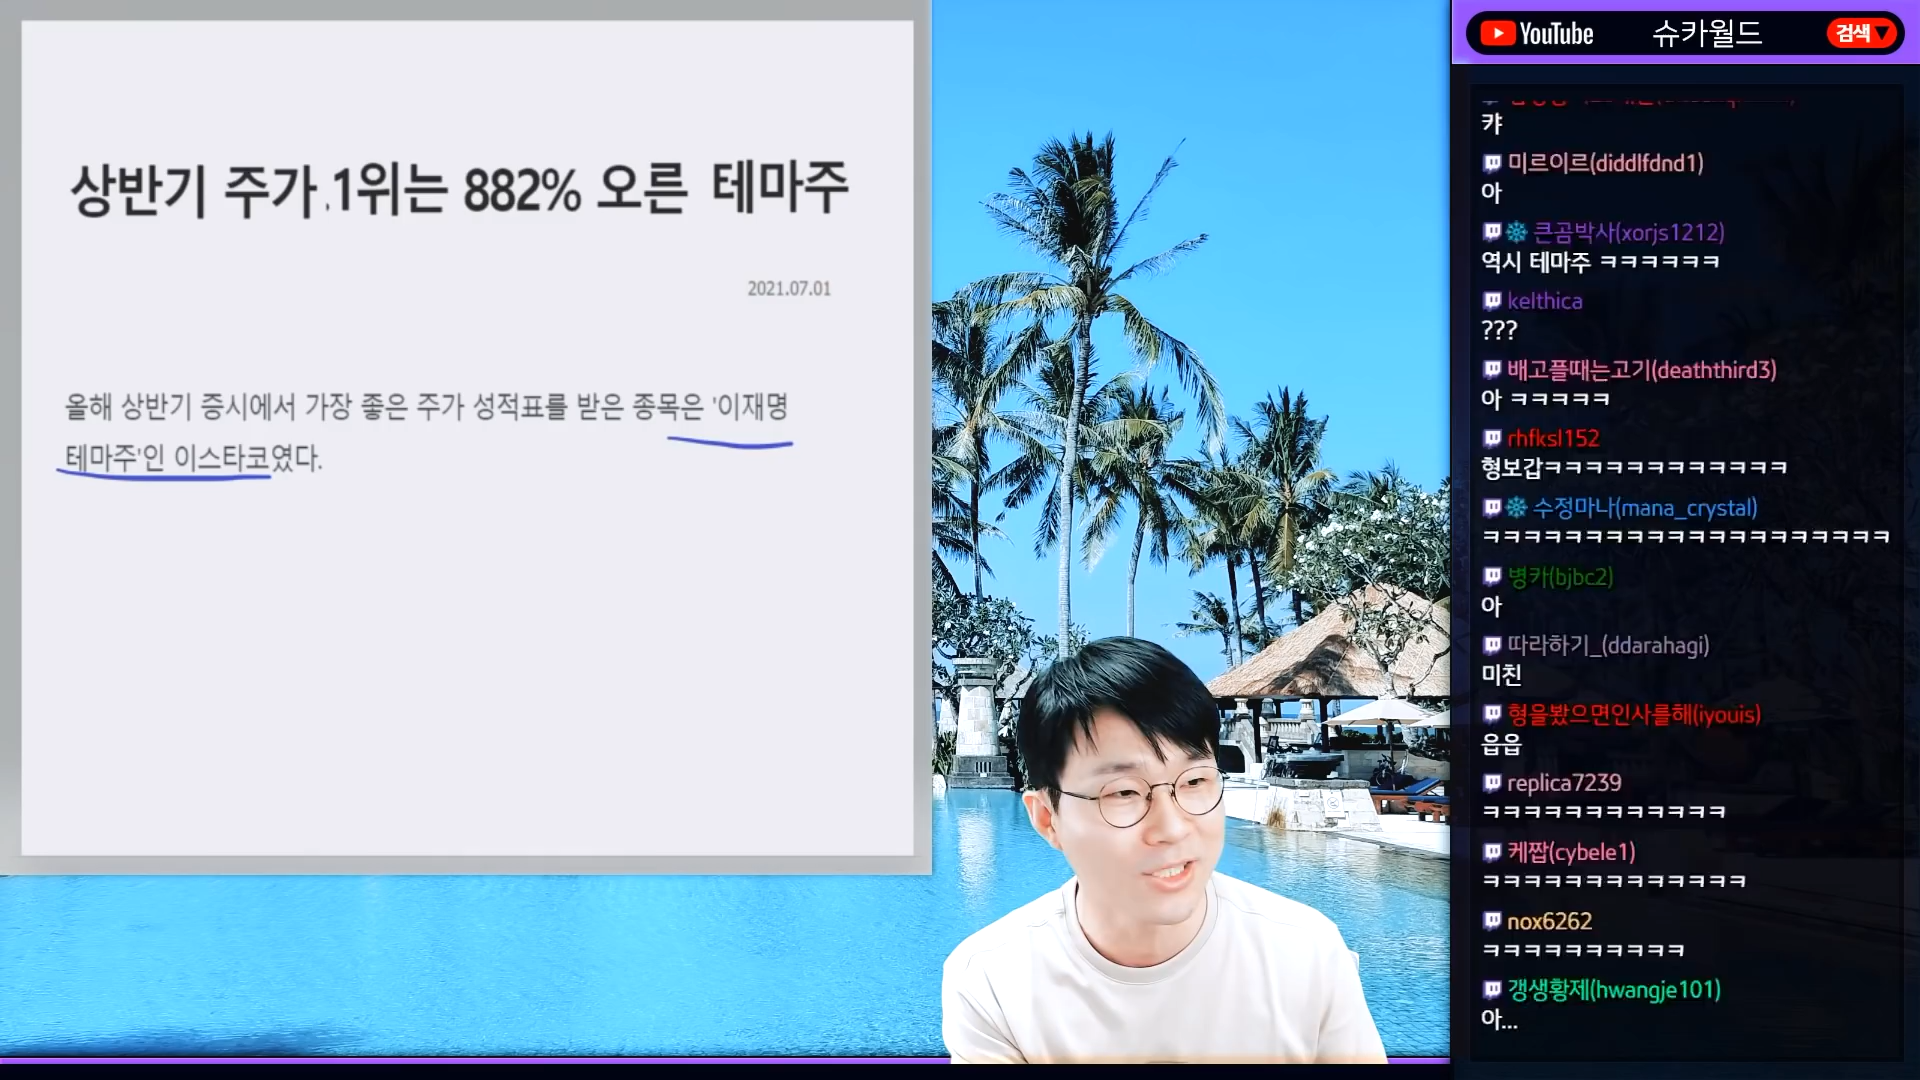 상반기 주가 1위는 882% 오른 테마주
2021.07.01
올해 상반기 증시에서 가장 좋은 주가 성적표를 받은 종목은 '이재명
테마주'인 이스타코였다.
YouTube 슈카월드 검색▼
캬
미르이르(diddlfdnd1)
아
큰곰박사(xorjs1212)
역시 테마주 ㅋㅋㅋㅋㅋㅋ
kelthica
???
배고플때는고기(deaththird3)
아 ㅋㅋㅋㅋㅋ
rhfksl152
형보갑ㅋㅋㅋㅋㅋㅋㅋㅋㅋㅋㅋㅋ
수정마나(mana_crystal)
ㅋㅋㅋㅋㅋㅋㅋㅋㅋㅋㅋㅋㅋㅋㅋㅋㅋㅋㅋㅋ
병카(bjbc2)
아
따라하기_(ddarahagi)
미친
형을봤으면인사를해(iyouis)
읍읍
replica7239
ㅋㅋㅋㅋㅋㅋㅋㅋㅋㅋㅋㅋ
케짭(cybele1)
ㅋㅋㅋㅋㅋㅋㅋㅋㅋㅋㅋㅋㅋ
nox6262
ㅋㅋㅋㅋㅋㅋㅋㅋㅋㅋ
갱생황제(hwangje101)
아...